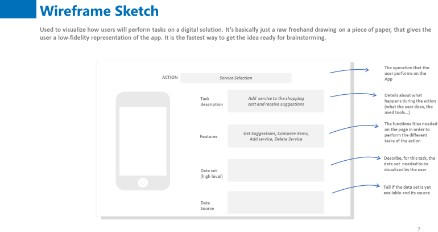 Wireframe Sketch
Used to visualize how users will perform tasks on a digital solution. It's basically just a raw freehand drawing on a piece of paper, that gives the
user a low-fidelity representation of the app. It is the fastest way to get the idea ready for brainstorming.
ACTION
Service Selection
The operation that the
user performs on the
App
Task
description
Add service to the shopping
cart and receive suggestions
Details about what
happens during the action
(what the user does, the
used tools...)
Features
Get Suggestions, Customize Items,
Add service, Delete Service
The functions it is needed
on the page in order to
perform the different
tasks of the action
Data set
(high level)
Describe, for this task, the
data set needed to be
visualized by the user
Data
Source
Tell if the data set is yet
available and its source
7